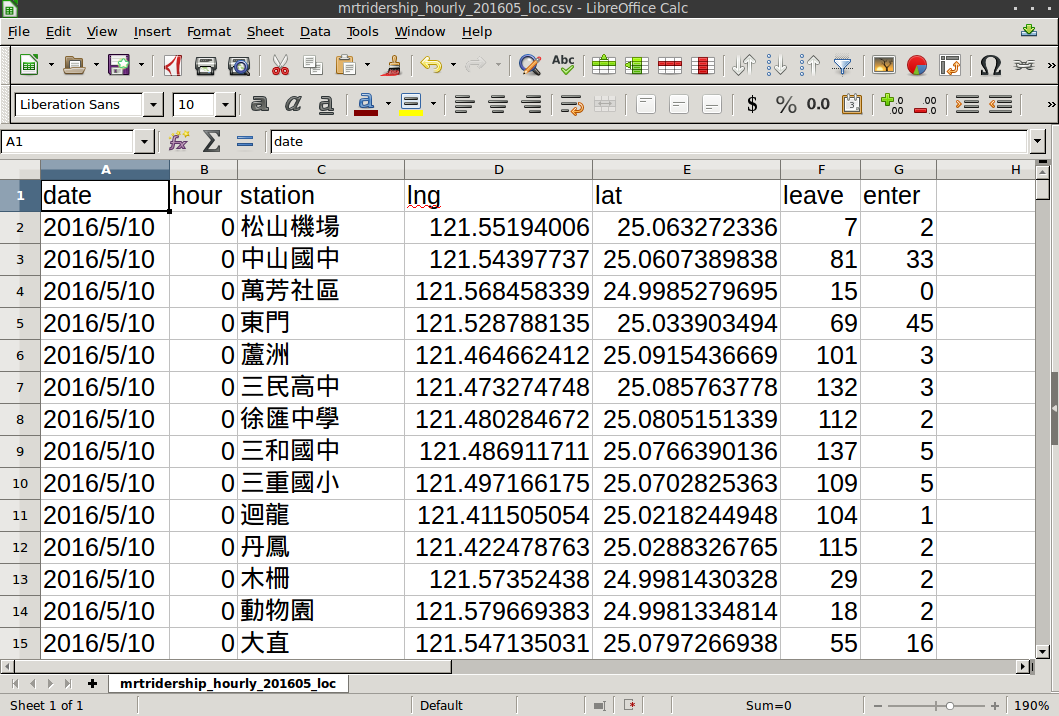 mrtridership_hourly_201605_loc.csv - LibreOffice Calc
File Edit View Insert Format Sheet Data Tools Window Help
Abc
Liberation Sans 10 $ % 0.0
A1 date
A B C D E F G H
1 date hour station lng lat leave enter
2 2016/5/10 0 松山機場 121.55194006 25.063272336 7 2
3 2016/5/10 0 中山國中 121.54397737 25.0607389838 81 33
4 2016/5/10 0 萬芳社區 121.568458339 24.9985279695 15 0
5 2016/5/10 0 東門 121.528788135 25.033903494 69 45
6 2016/5/10 0 蘆洲 121.464662412 25.0915436669 101 3
7 2016/5/10 0 三民高中 121.473274748 25.085763778 132 3
8 2016/5/10 0 徐匯中學 121.480284672 25.0805151339 112 2
9 2016/5/10 0 三和國中 121.486911711 25.0766390136 137 5
10 2016/5/10 0 三重國小 121.497166175 25.0702825363 109 5
11 2016/5/10 0 迴龍 121.411505054 25.0218244948 104 1
12 2016/5/10 0 丹鳳 121.422478763 25.0288326765 115 2
13 2016/5/10 0 木柵 121.57352438 24.9981430328 29 2
14 2016/5/10 0 動物園 121.579669383 24.9981334814 18 2
15 2016/5/10 0 大直 121.547135031 25.0797266938 55 16
mrtridership_hourly_201605_loc
Sheet 1 of 1 Default Sum=0 190%